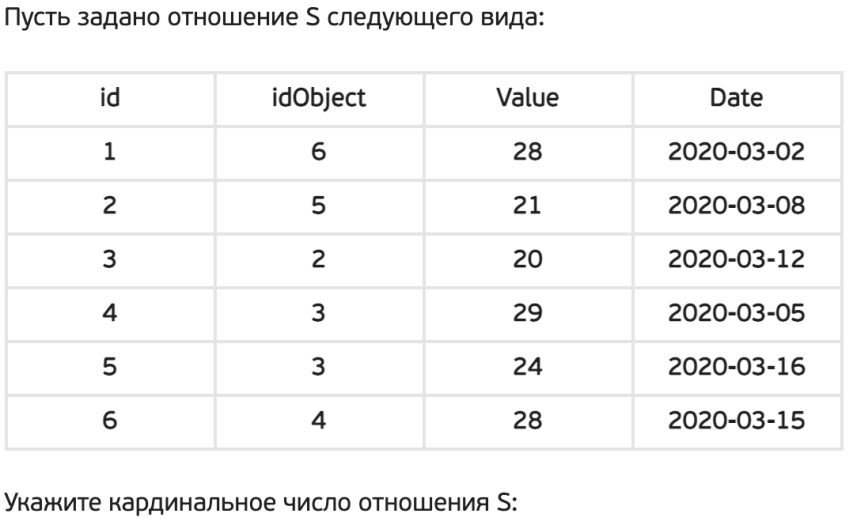 Пусть задано отношение S следующего вида:
id idObject Value Date
1 6 28 2020-03-02
2 5 21 2020-03-08
3 2 20 2020-03-12
4 3 29 2020-03-05
5 3 24 2020-03-16
6 4 28 2020-03-15
Укажите кардинальное число отношения S: